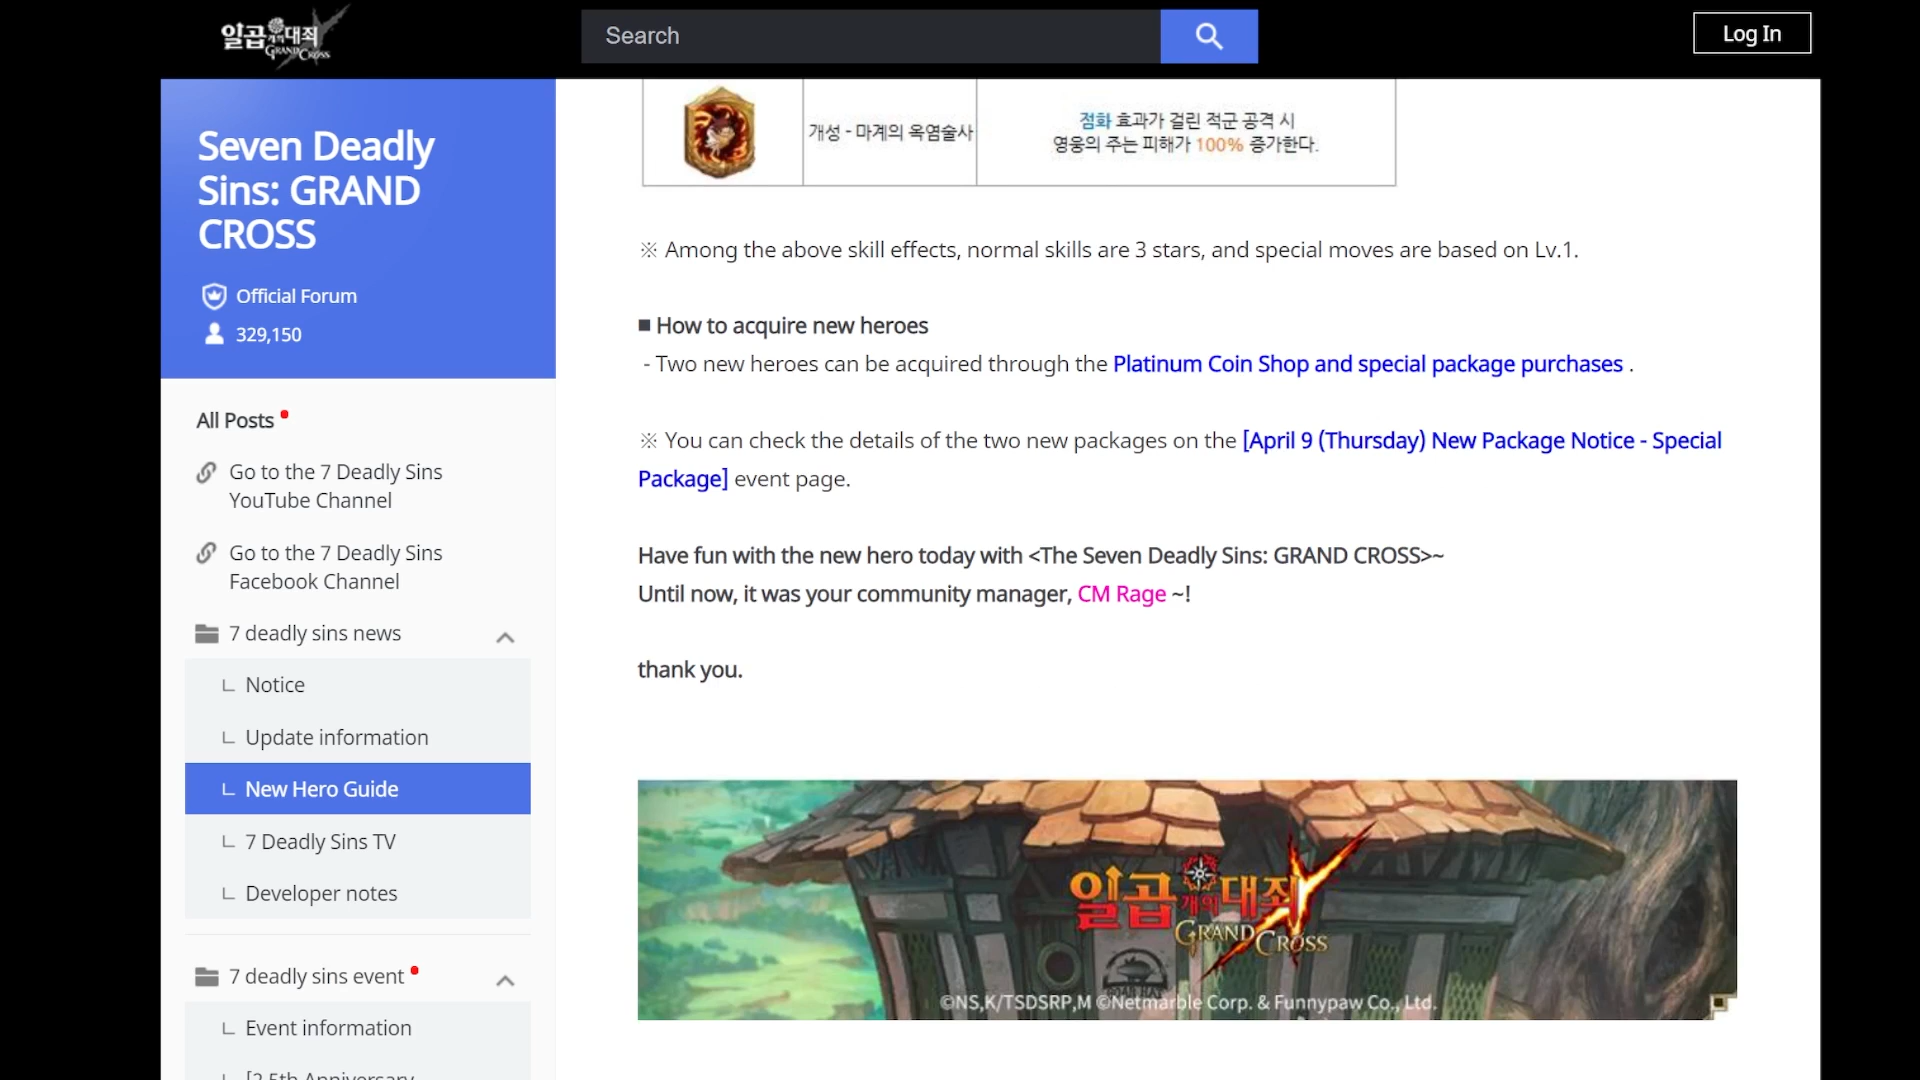 일곱개의대죄
GRAND CROSS
Search
Log In
Seven Deadly
Sins: GRAND
CROSS
Official Forum
329,150
All Posts
Go to the 7 Deadly Sins
YouTube Channel
Go to the 7 Deadly Sins
Facebook Channel
7 deadly sins news
Notice
Update information
New Hero Guide
7 Deadly Sins TV
Developer notes
7 deadly sins event
Event information
[2.5th Anniversary
개성 - 마계의 옥염술사
점화 효과가 걸린 적군 공격 시
영웅의 주는 피해가 100% 증가한다.
※ Among the above skill effects, normal skills are 3 stars, and special moves are based on Lv.1.
■ How to acquire new heroes
- Two new heroes can be acquired through the Platinum Coin Shop and special package purchases .
※ You can check the details of the two new packages on the [April 9 (Thursday) New Package Notice - Special
Package] event page.
Have fun with the new hero today with <The Seven Deadly Sins: GRAND CROSS>~
Until now, it was your community manager, CM Rage ~!
thank you.
일곱개의대죄
GRAND CROSS
BOAR HAT
©NS,K/TSDSRP,M ©Netmarble Corp. & Funnypaw Co., Ltd.